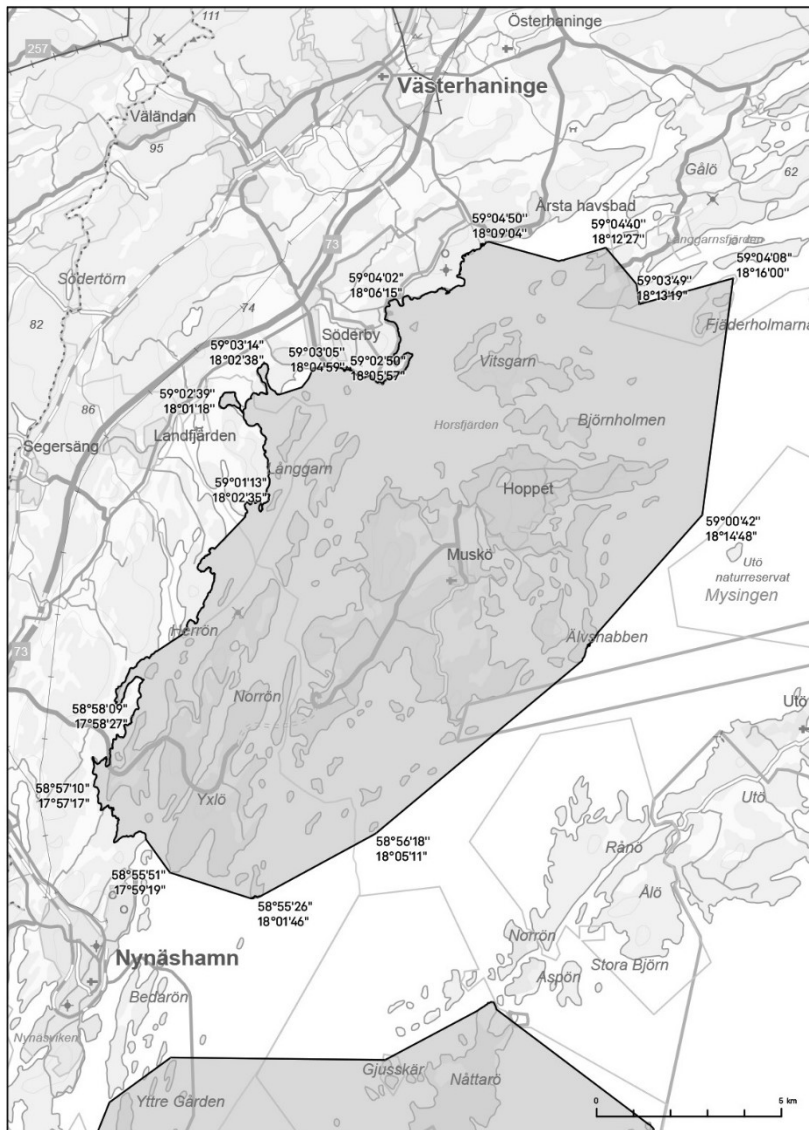 111
Österhaninge
257
Västerhaninge
Väländan
95
Gålö
62
Årsta havsbad
59°04'50"
18°09'04"
59°04'40"
18°12'27"
Långgarnsfjärden
73
59°04'02"
18°06'15"
59°03'49"
18°13'19"
59°04'08"
18°16'00"
Södertörn
74
82
Fjäderholmarna
59°03'14"
18°02'38"
59°03'05"
18°04'59"
Söderby
59°02'50"
18°05'57"
Vitsgarn
59°02'39"
18°01'18"
86
Björnholmen
Horsfjärden
Landfjärden
Segersäng
Långgarn
59°01'13"
18°02'35"
Hoppet
59°00'42"
18°14'48"
Muskö
Utö
naturreservat
Mysingen
Herrön
Älvsnabben
73
Norrön
58°58'09"
17°58'27"
Utö
58°57'10"
17°57'17"
Yxlö
Utö
58°56'18"
18°05'11"
Rånö
58°55'51"
17°59'19"
Ålö
58°55'26"
18°01'46"
Norrön
Nynäshamn
Stora Björn
Aspön
Bedarön
Nynäsviken
Gjusskär
Nåttarö
Yttre Gården
0
5 km